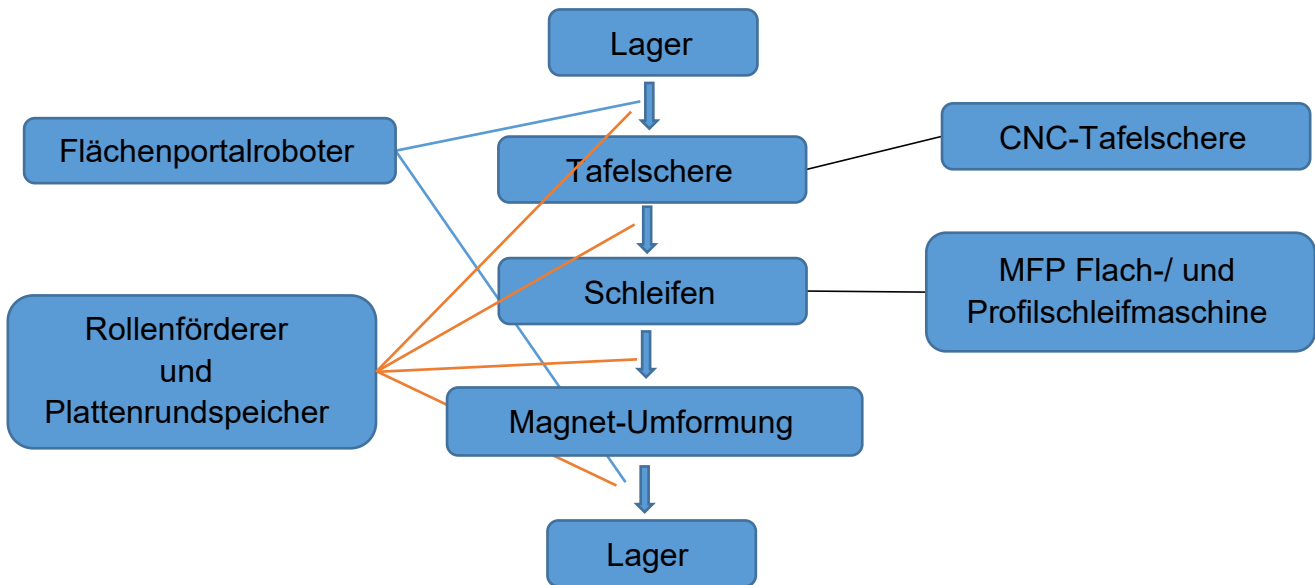 Lager
Flächenportalroboter
Tafelschere
CNC-Tafelschere
Schleifen
MFP Flach-/ und
Profilschleifmaschine
Rollenförderer
und
Plattenrundspeicher
Magnet-Umformung
Lager